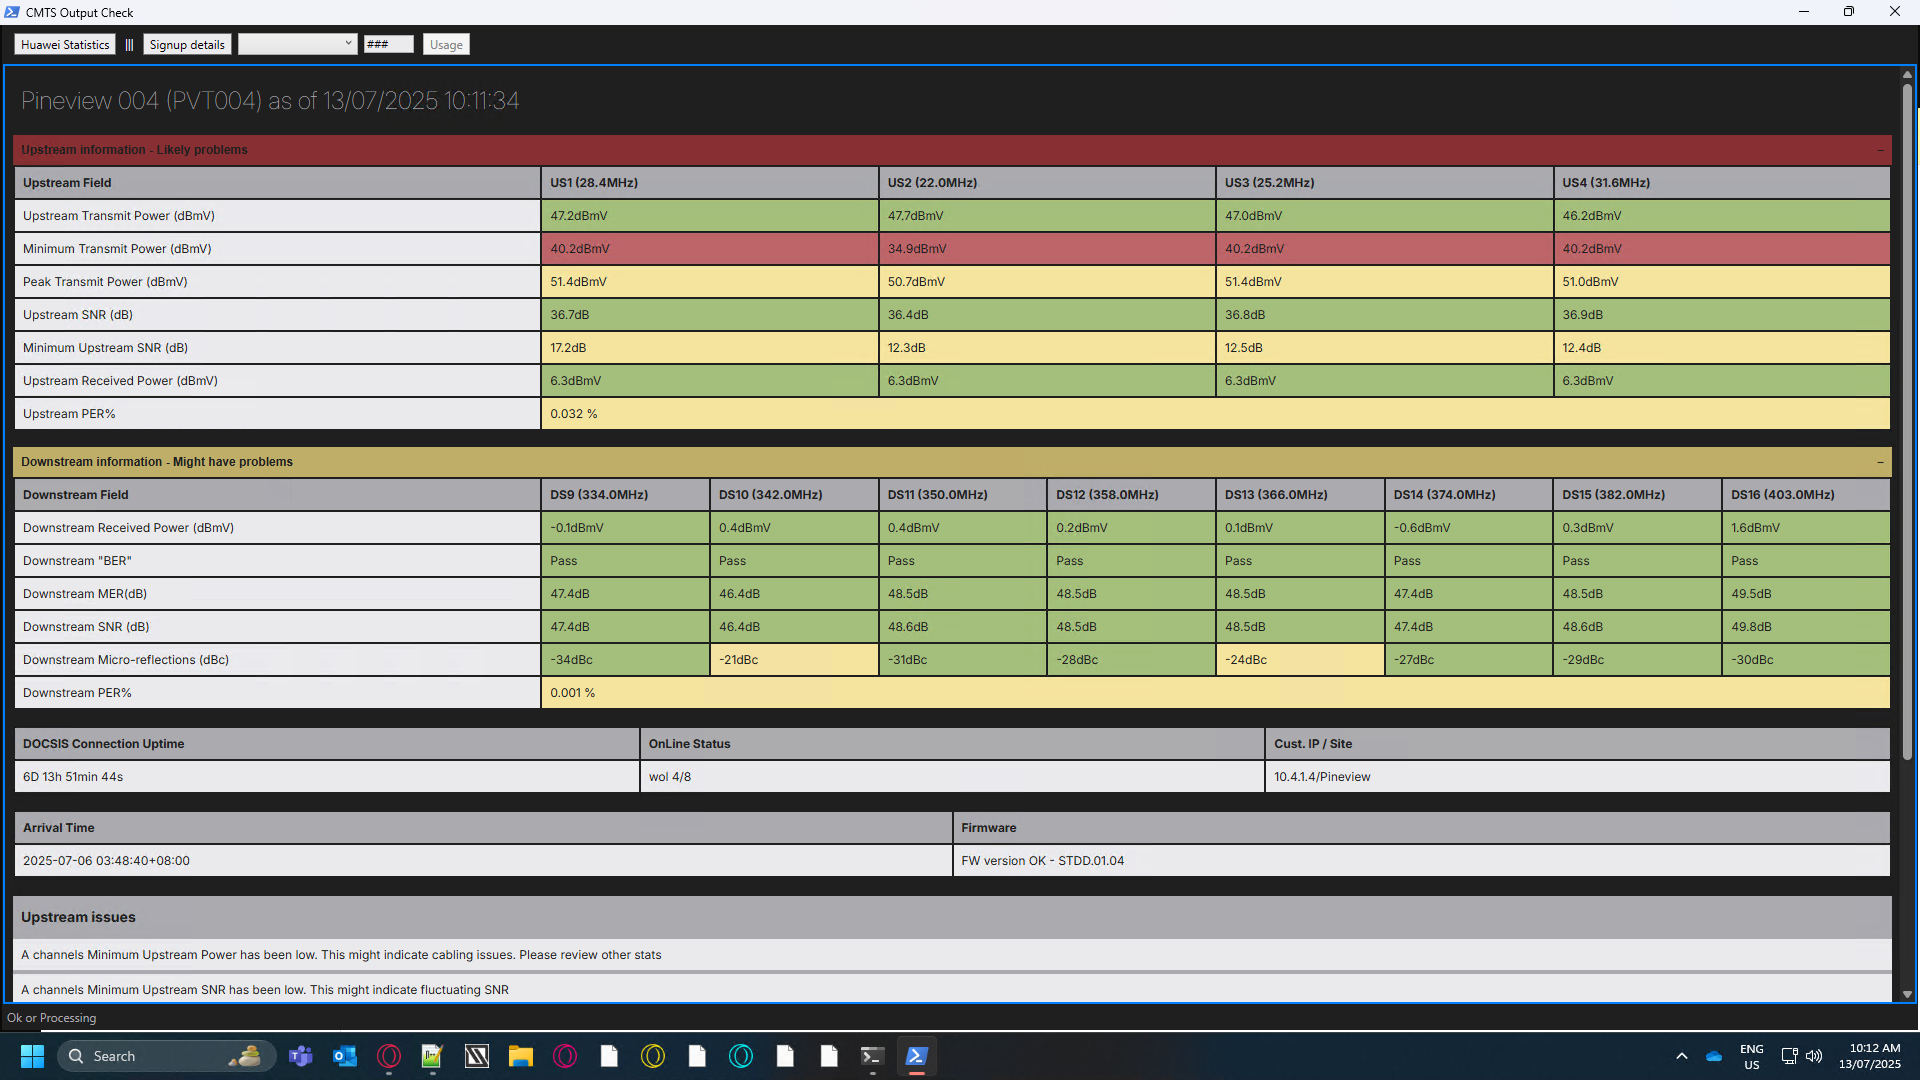 CMTS Output Check
Huawei Statistics ||| Signup details ### Usage
Pineview 004 (PVT004) as of 13/07/2025 10:11:34
Upstream information - Likely problems
Upstream Field US1 (28.4MHz) US2 (22.0MHz) US3 (25.2MHz) US4 (31.6MHz)
Upstream Transmit Power (dBmV) 47.2dBmV 47.7dBmV 47.0dBmV 46.2dBmV
Minimum Transmit Power (dBmV) 40.2dBmV 34.9dBmV 40.2dBmV 40.2dBmV
Peak Transmit Power (dBmV) 51.4dBmV 50.7dBmV 51.4dBmV 51.0dBmV
Upstream SNR (dB) 36.7dB 36.4dB 36.8dB 36.9dB
Minimum Upstream SNR (dB) 17.2dB 12.3dB 12.5dB 12.4dB
Upstream Received Power (dBmV) 6.3dBmV 6.3dBmV 6.3dBmV 6.3dBmV
Upstream PER% 0.032 %
Downstream information - Might have problems
Downstream Field DS9 (334.0MHz) DS10 (342.0MHz) DS11 (350.0MHz) DS12 (358.0MHz) DS13 (366.0MHz) DS14 (374.0MHz) DS15 (382.0MHz) DS16 (403.0MHz)
Downstream Received Power (dBmV) -0.1dBmV 0.4dBmV 0.4dBmV 0.2dBmV 0.1dBmV -0.6dBmV 0.3dBmV 1.6dBmV
Downstream "BER" Pass Pass Pass Pass Pass Pass Pass Pass
Downstream MER(dB) 47.4dB 46.4dB 48.5dB 48.5dB 48.5dB 47.4dB 48.5dB 49.5dB
Downstream SNR (dB) 47.4dB 46.4dB 48.6dB 48.5dB 48.5dB 47.4dB 48.6dB 49.8dB
Downstream Micro-reflections (dBc) -34dBc -21dBc -31dBc -28dBc -24dBc -27dBc -29dBc -30dBc
Downstream PER% 0.001 %
DOCSIS Connection Uptime OnLine Status Cust. IP / Site
6D 13h 51min 44s wol 4/8 10.4.1.4/Pineview
Arrival Time Firmware
2025-07-06 03:48:40+08:00 FW version OK - STDD.01.04
Upstream issues
A channels Minimum Upstream Power has been low. This might indicate cabling issues. Please review other stats
A channels Minimum Upstream SNR has been low. This might indicate fluctuating SNR
Ok or Processing
Search ENG 10:12 AM
US 13/07/2025